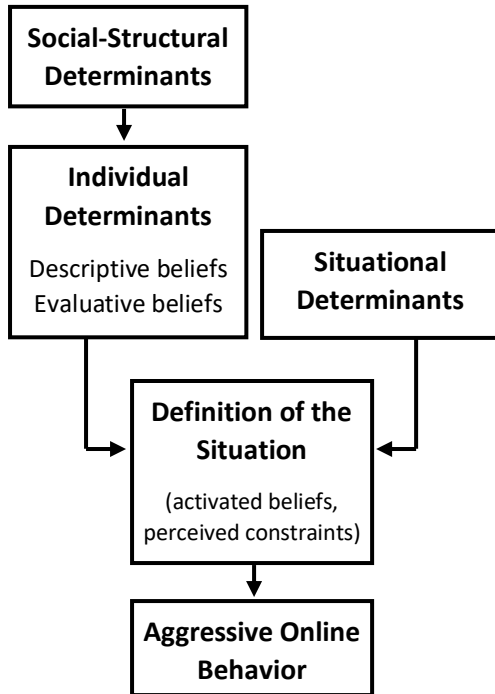 Social-Structural
Determinants
Individual
Determinants
Descriptive beliefs
Evaluative beliefs
Situational
Determinants
Definition of the
Situation
(activated beliefs,
perceived constraints)
Aggressive Online
Behavior